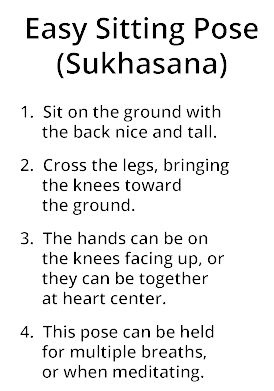 Easy Sitting Pose
(Sukhasana)
1. Sit on the ground with
the back nice and tall.
2. Cross the legs, bringing
the knees toward
the ground.
3. The hands can be on
the knees facing up, or
they can be together
at heart center.
4. This pose can be held
for multiple breaths,
or when meditating.